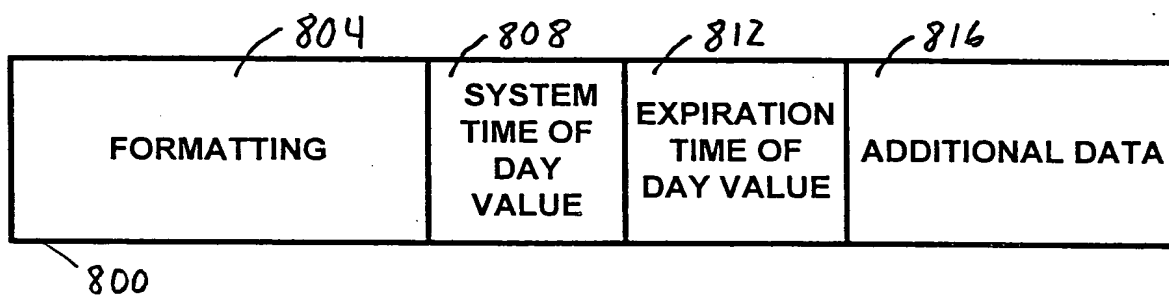 804
808
812
816
FORMATTING
SYSTEM
TIME OF
DAY
VALUE
EXPIRATION
TIME OF
DAY VALUE
ADDITIONAL DATA
800